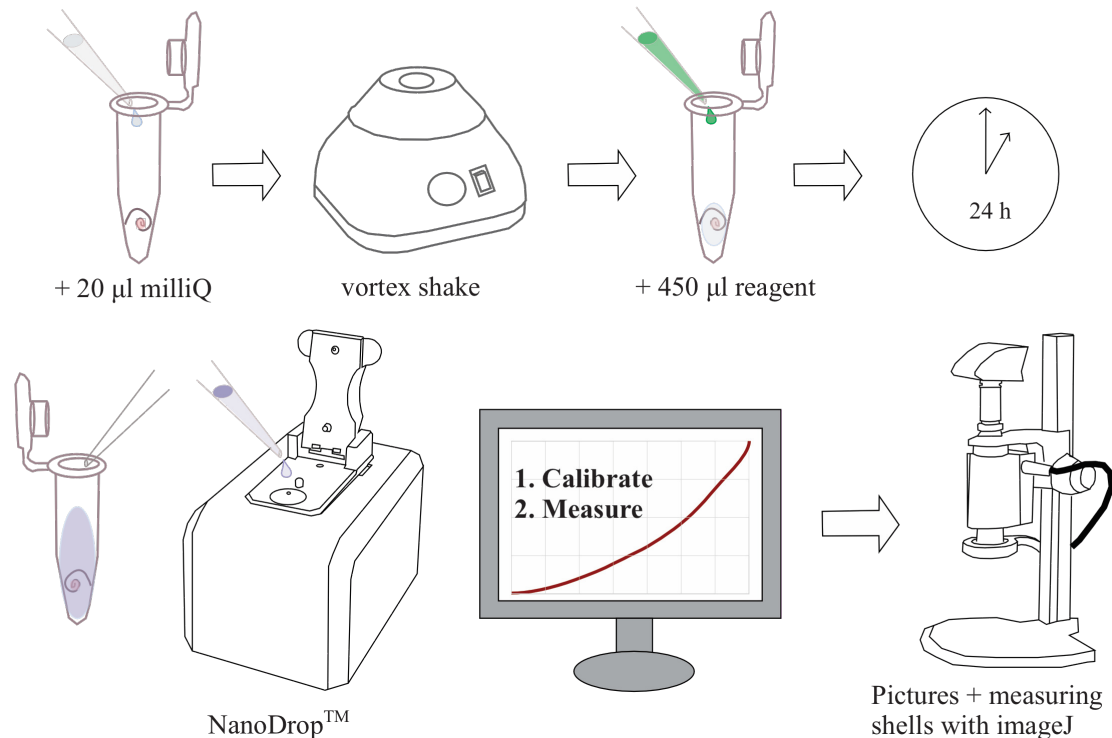 24 h
+ 20 μl milliQ
vortex shake
+ 450 μl reagent
1. Calibrate
2. Measure
NanoDrop™
Pictures + measuring
shells with imageJ